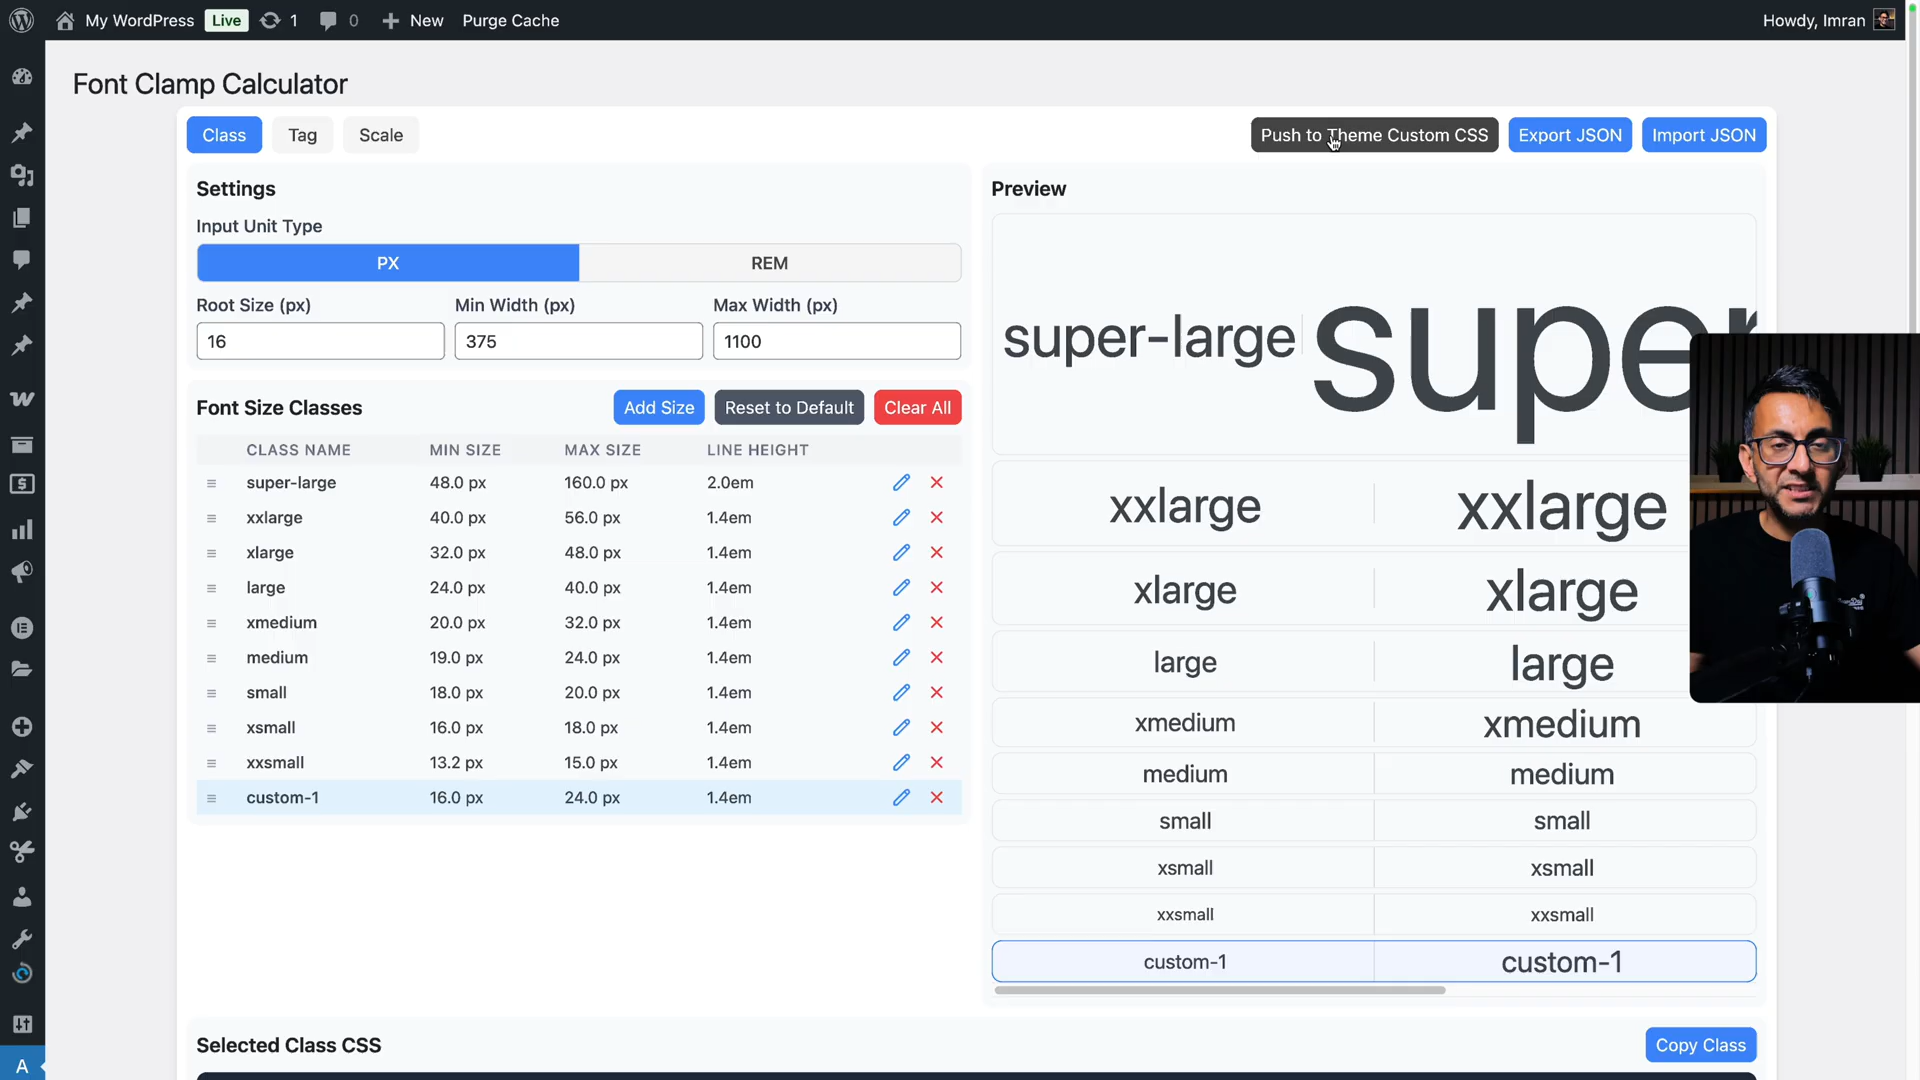 My WordPress Live 1 0 New Purge Cache Howdy, Imran
Font Clamp Calculator
Class Tag Scale Push to Theme Custom CSS Export JSON Import JSON
Settings
Input Unit Type
PX REM
Root Size (px) Min Width (px) Max Width (px)
16 375 1100
Font Size Classes Add Size Reset to Default Clear All
CLASS NAME MIN SIZE MAX SIZE LINE HEIGHT
super-large 48.0 px 160.0 px 2.0em
xxlarge 40.0 px 56.0 px 1.4em
xlarge 32.0 px 48.0 px 1.4em
large 24.0 px 40.0 px 1.4em
xmedium 20.0 px 32.0 px 1.4em
medium 19.0 px 24.0 px 1.4em
small 18.0 px 20.0 px 1.4em
xsmall 16.0 px 18.0 px 1.4em
xxsmall 13.2 px 15.0 px 1.4em
custom-1 16.0 px 24.0 px 1.4em
Preview
super-large super
xxlarge xxlarge
xlarge xlarge
large large
xmedium xmedium
medium medium
small small
xsmall xsmall
xxsmall xxsmall
custom-1 custom-1
Selected Class CSS Copy Class
A